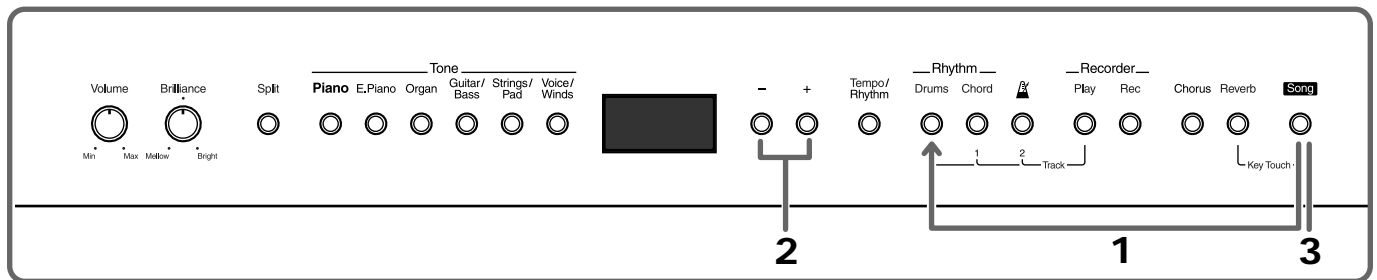 Tone
Rhythm
Recorder
Volume
Brilliance
Split
Piano
E.Piano
Organ
Guitar/
Bass
Strings/
Pad
Voice/
Winds
–
+
Tempo/
Rhythm
Drums
Chord
Play
Rec
Chorus
Reverb
Song
Min
Max
Mellow
Bright
1
2
Track
Key Touch
2
1
3